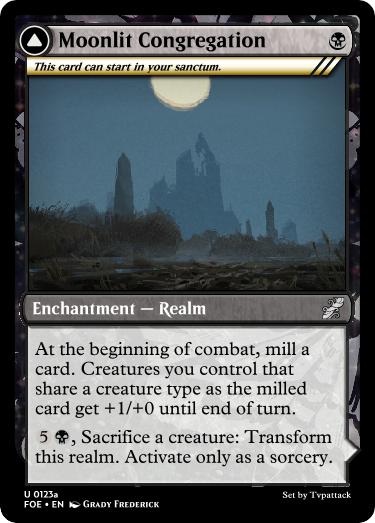 Moonlit Congregation
This card can start in your sanctum.
Enchantment — Realm
At the beginning of combat, mill a
card. Creatures you control that
share a creature type as the milled
card get +1/+0 until end of turn.
5 , Sacrifice a creature: Transform
this realm. Activate only as a sorcery.
U 0123a
FOE • EN Grady Frederick
Set by Tvpattack